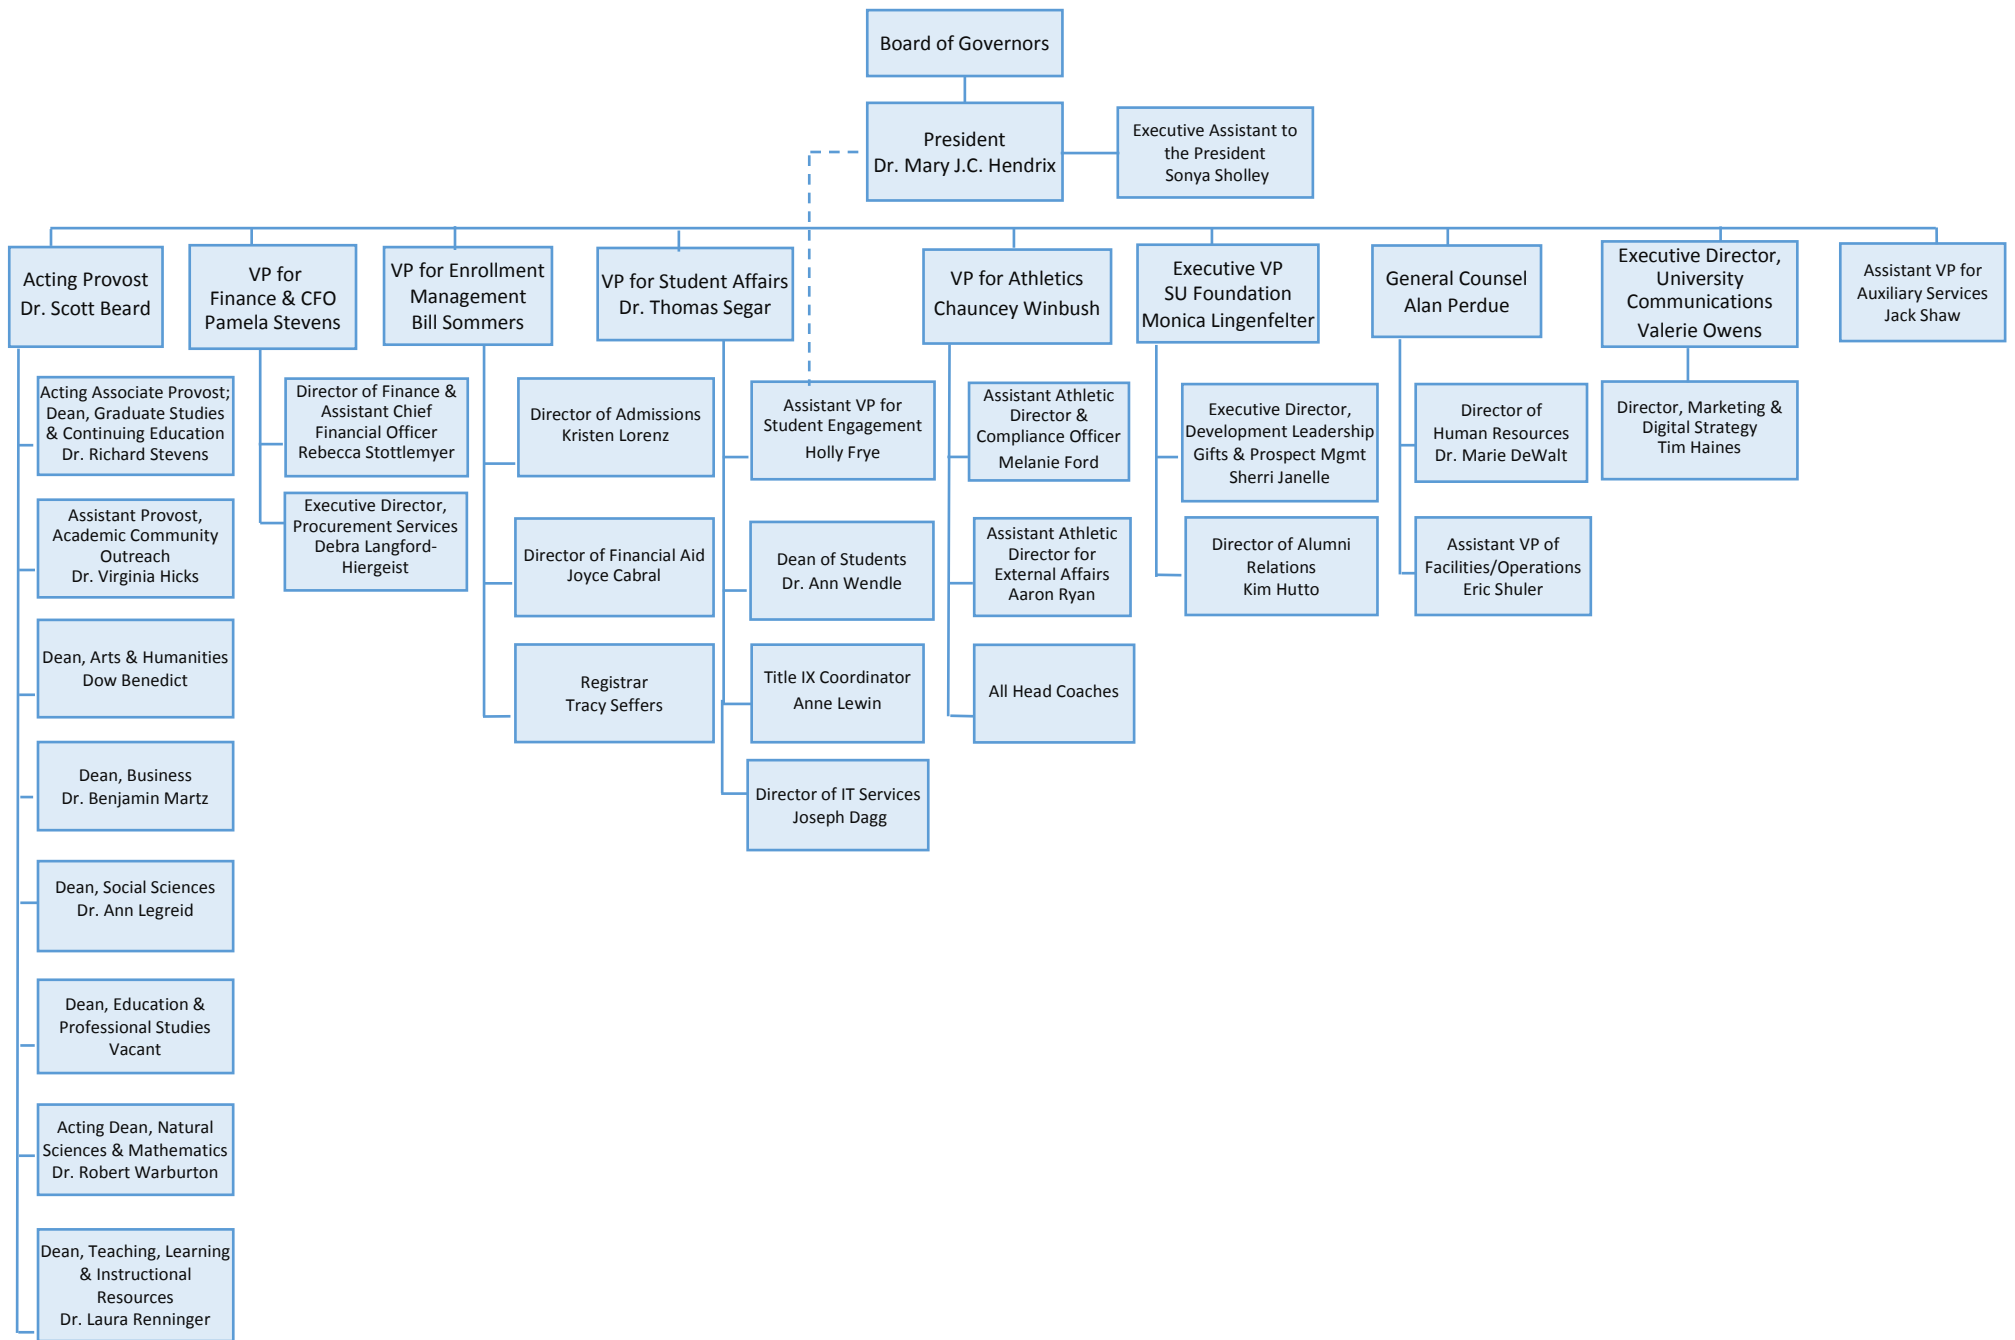 Board of Governors
President
Dr. Mary J.C. Hendrix
Executive Assistant to
the President
Sonya Sholley
Acting Provost
Dr. Scott Beard
VP for
Finance & CFO
Pamela Stevens
VP for Enrollment
Management
Bill Sommers
VP for Student Affairs
Dr. Thomas Segar
VP for Athletics
Chauncey Winbush
Executive VP
SU Foundation
Monica Lingenfelter
General Counsel
Alan Perdue
Executive Director,
University
Communications
Valerie Owens
Assistant VP for
Auxiliary Services
Jack Shaw
Acting Associate Provost;
Dean, Graduate Studies
& Continuing Education
Dr. Richard Stevens
Assistant Provost,
Academic Community
Outreach
Dr. Virginia Hicks
Dean, Arts & Humanities
Dow Benedict
Dean, Business
Dr. Benjamin Martz
Dean, Social Sciences
Dr. Ann Legreid
Dean, Education &
Professional Studies
Vacant
Acting Dean, Natural
Sciences & Mathematics
Dr. Robert Warburton
Dean, Teaching, Learning
& Instructional
Resources
Dr. Laura Renninger
Director of Finance &
Assistant Chief
Financial Officer
Rebecca Stottlemyer
Executive Director,
Procurement Services
Debra Langford-
Hiergeist
Director of Admissions
Kristen Lorenz
Director of Financial Aid
Joyce Cabral
Registrar
Tracy Seffers
Assistant VP for
Student Engagement
Holly Frye
Dean of Students
Dr. Ann Wendle
Title IX Coordinator
Anne Lewin
Director of IT Services
Joseph Dagg
Assistant Athletic
Director &
Compliance Officer
Melanie Ford
Assistant Athletic
Director for
External Affairs
Aaron Ryan
All Head Coaches
Executive Director,
Development Leadership
Gifts & Prospect Mgmt
Sherri Janelle
Director of Alumni
Relations
Kim Hutto
Director of
Human Resources
Dr. Marie DeWalt
Assistant VP of
Facilities/Operations
Eric Shuler
Director, Marketing &
Digital Strategy
Tim Haines